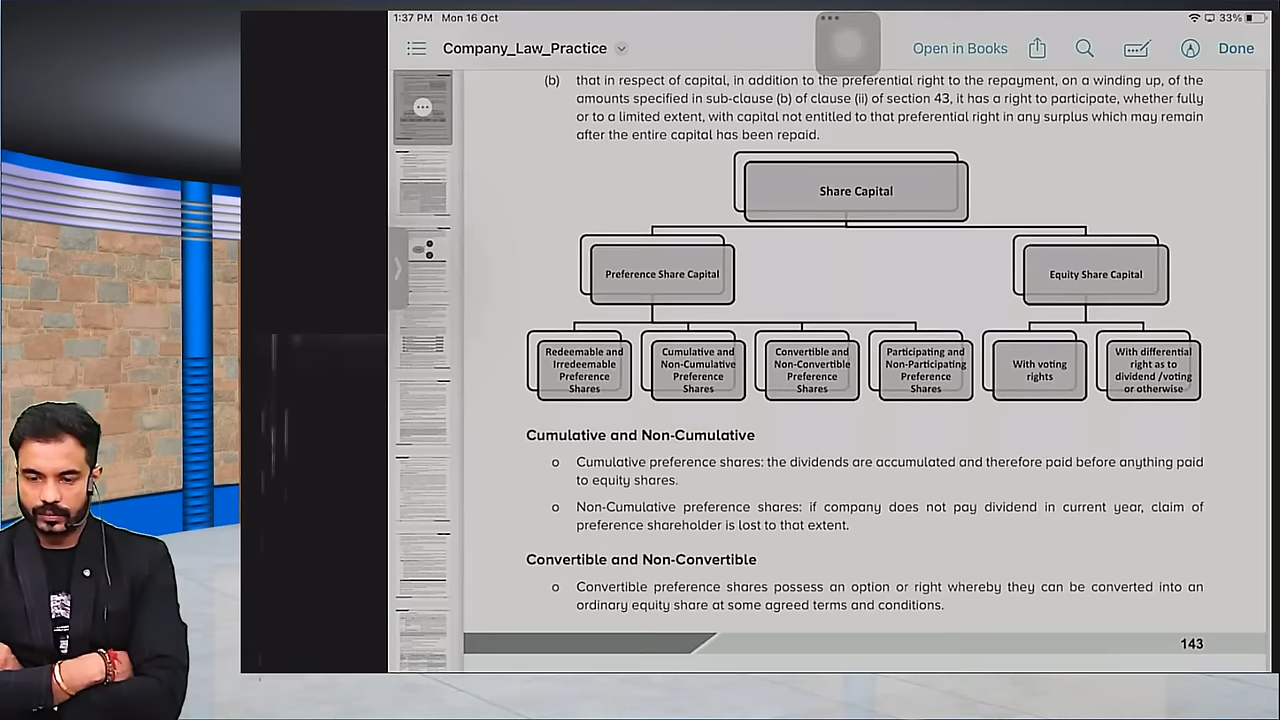 1:37 PM Mon 16 Oct
33%
Company_Law_Practice
Open in Books
Done
(b) that in respect of capital, in addition to the preferential right to the repayment, on a winding up, of the
amounts specified in sub-clause (b) of clause (ii) of section 43, it has a right to participate, whether fully
or to a limited extent, with capital not entitled to that preferential right in any surplus which may remain
after the entire capital has been repaid.
Share Capital
Preference Share Capital
Equity Share Capital
Redeemable and
Irredeemable
Preference
Shares
Cumulative and
Non-Cumulative
Preference
Shares
Convertible and
Non-Convertible
Preference
Shares
Participating and
Non-Participating
Preference
Shares
With voting
rights
With differential
right as to
dividend /voting
or otherwise
Cumulative and Non-Cumulative
o Cumulative preference shares: the dividends are accumulated and therefore paid before anything paid
to equity shares.
o Non-Cumulative preference shares: if company does not pay dividend in current year, claim of
preference shareholder is lost to that extent.
Convertible and Non-Convertible
o Convertible preference shares possess an option or right whereby they can be converted into an
ordinary equity share at some agreed terms and conditions.
143